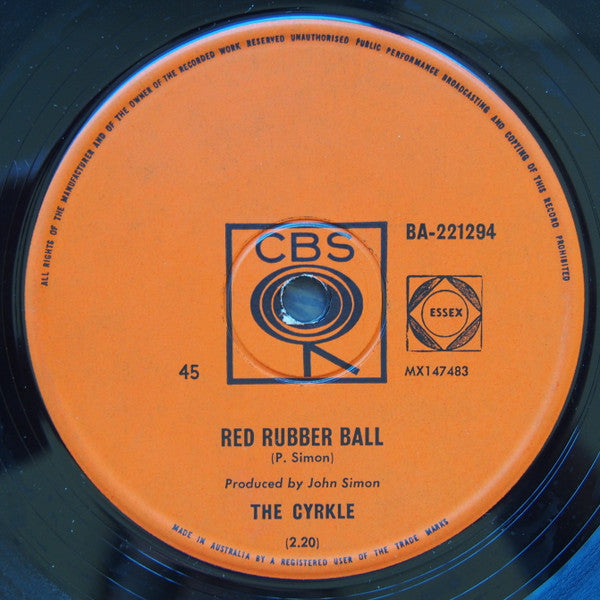 ALL RIGHTS OF THE MANUFACTURER AND OF THE OWNER OF THE RECORDED WORK RESERVED UNAUTHORISED PUBLIC PERFORMANCE BROADCASTING AND COPYING OF THIS RECORD PROHIBITED
CBS
BA-221294
ESSEX
45
MX147483
RED RUBBER BALL
(P. Simon)
Produced by John Simon
THE CYRKLE
(2.20)
MADE IN AUSTRALIA BY A REGISTERED USER OF THE TRADE MARKS